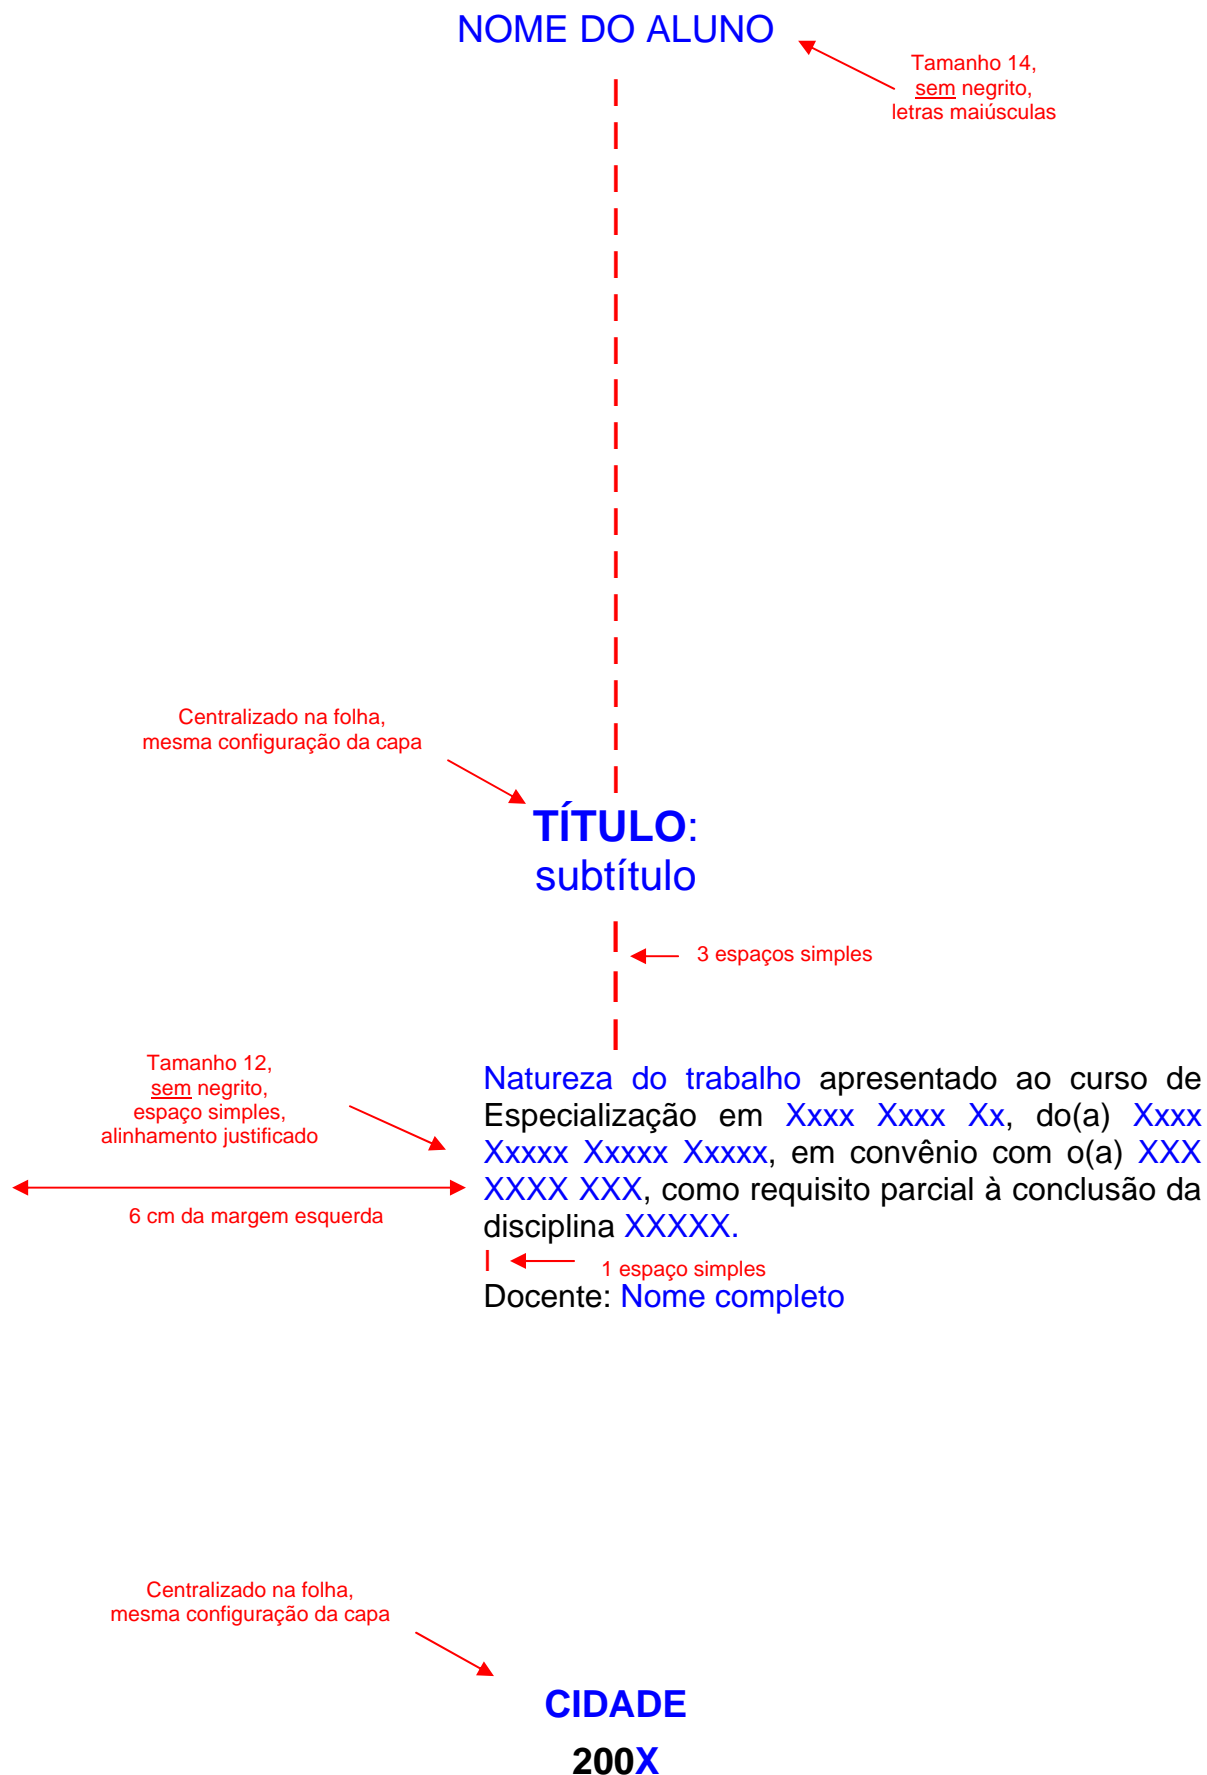 NOME DO ALUNO
Tamanho 14,
sem negrito,
letras maiúsculas
Centralizado na folha,
mesma configuração da capa
TÍTULO:
subtítulo
3 espaços simples
Tamanho 12,
sem negrito,
espaço simples,
alinhamento justificado
6 cm da margem esquerda
Natureza do trabalho apresentado ao curso de
Especialização em Xxxx Xxxx Xx, do(a) Xxxx
Xxxxx Xxxxx Xxxxx, em convênio com o(a) XXX
XXXX XXX, como requisito parcial à conclusão da
disciplina XXXXX.
1 espaço simples
Docente: Nome completo
Centralizado na folha,
mesma configuração da capa
CIDADE
200X